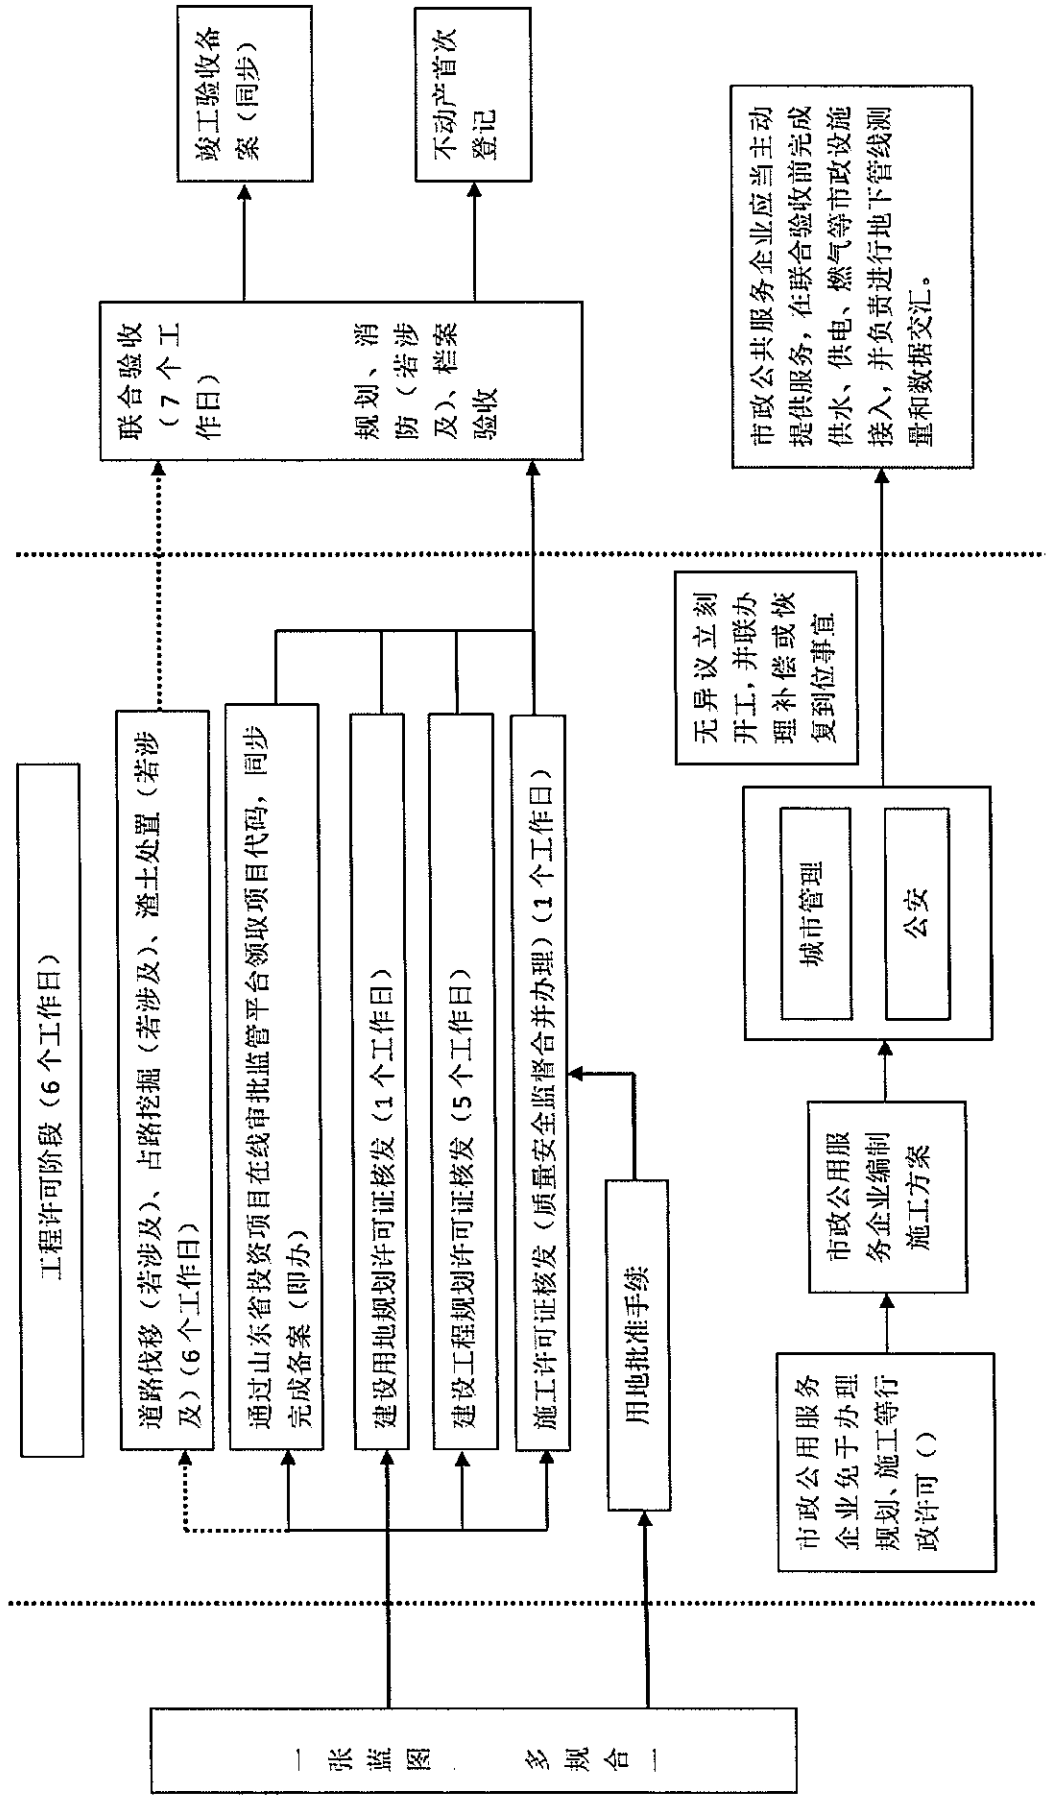 一
张
蓝
图
多
规
合
一
工程许可阶段（6个工作日）
道路伐移（若涉及）、占路挖掘（若涉及）、渣土处置（若涉
及）（6个工作日）
通过山东省投资项目在线审批监管平台领取项目代码，同步
完成备案（即办）
建设用地规划许可证核发（1个工作日）
建设工程规划许可证核发（5个工作日）
施工许可证核发（质量安全监督合并办理）（1个工作日）
用地批准手续
联合验收
（7个工
作日）
规划、消
防（若涉
及）、档案
验收
竣工验收备
案（同步）
不动产首次
登记
市政公用服务
企业免于办理
规划、施工等行
政许可（）
市政公用服
务企业编制
施工方案
城市管理
公安
无异议立刻
开工，并联办
理补偿或恢
复到位事宜
市政公共服务企业应当主动
提供服务，在联合验收前完成
供水、供电、燃气等市政设施
接入，并负责进行地下管线测
量和数据交汇。